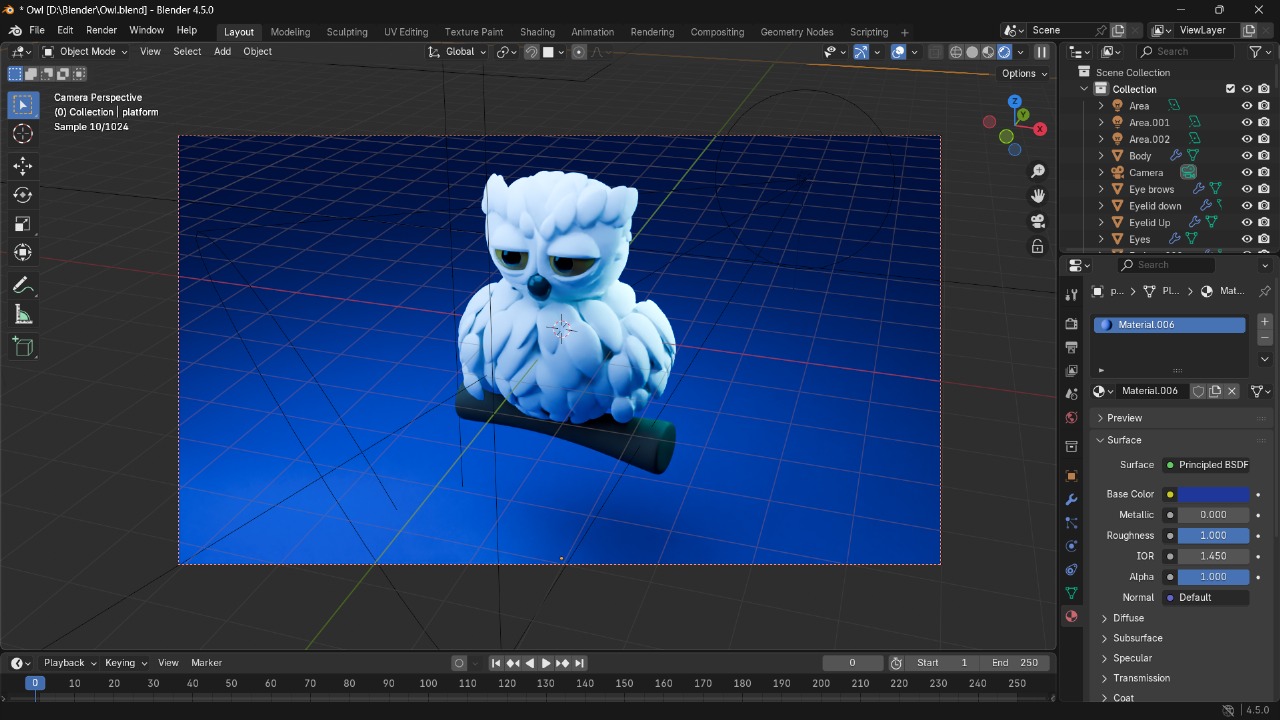 * Owl [D:\Blender\Owl.blend] - Blender 4.5.0
File Edit Render Window Help Layout Modeling Sculpting UV Editing Texture Paint Shading Animation Rendering Compositing Geometry Nodes Scripting + Scene ViewLayer
Object Mode View Select Add Object Global Search
Options
Camera Perspective
(0) Collection | platform
Sample 10/1024
Z
Y
X
Scene Collection
Collection
Area
Area.001
Area.002
Body
Camera
Eye brows
Eyelid down
Eyelid Up
Eyes
Search
p... > Pl... > Mat...
Material.006
Material.006
Preview
Surface
Surface Principled BSDF
Base Color
Metallic 0.000
Roughness 1.000
IOR 1.450
Alpha 1.000
Normal Default
Diffuse
Subsurface
Specular
Transmission
Coat
Playback Keying View Marker 0 Start 1 End 250
0 10 20 30 40 50 60 70 80 90 100 110 120 130 140 150 160 170 180 190 200 210 220 230 240 250
4.5.0